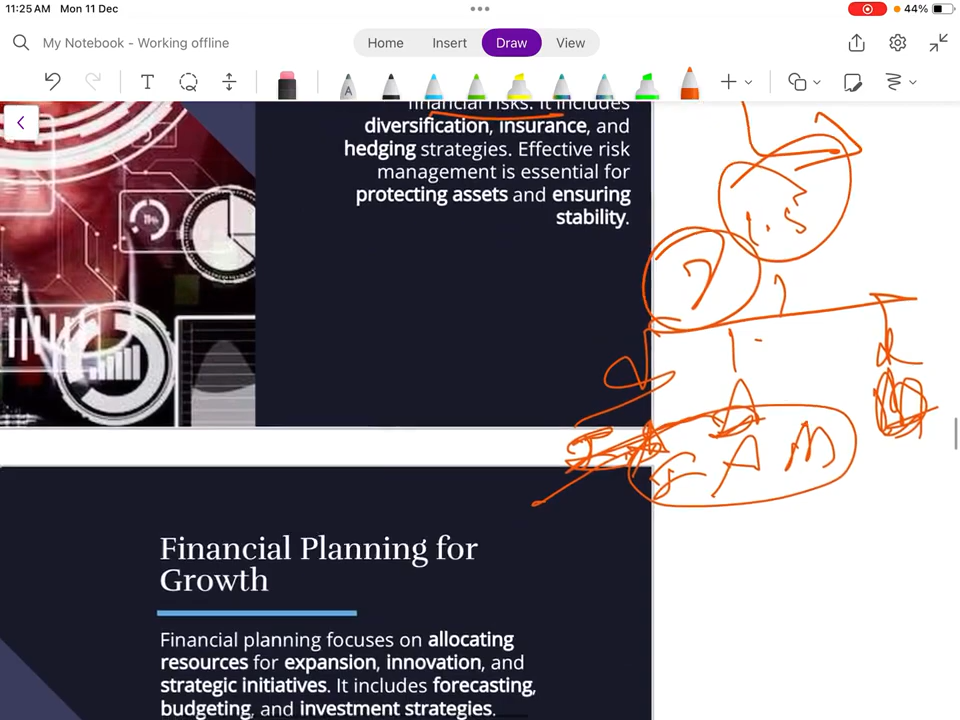 11:25 AM Mon 11 Dec
44%
My Notebook - Working offline
Home Insert Draw View
T
A
financial risks. It includes
diversification, insurance, and
hedging strategies. Effective risk
management is essential for
protecting assets and ensuring
stability.
1.5
FAM
Financial Planning for
Growth
Financial planning focuses on allocating
resources for expansion, innovation, and
strategic initiatives. It includes forecasting,
budgeting, and investment strategies.